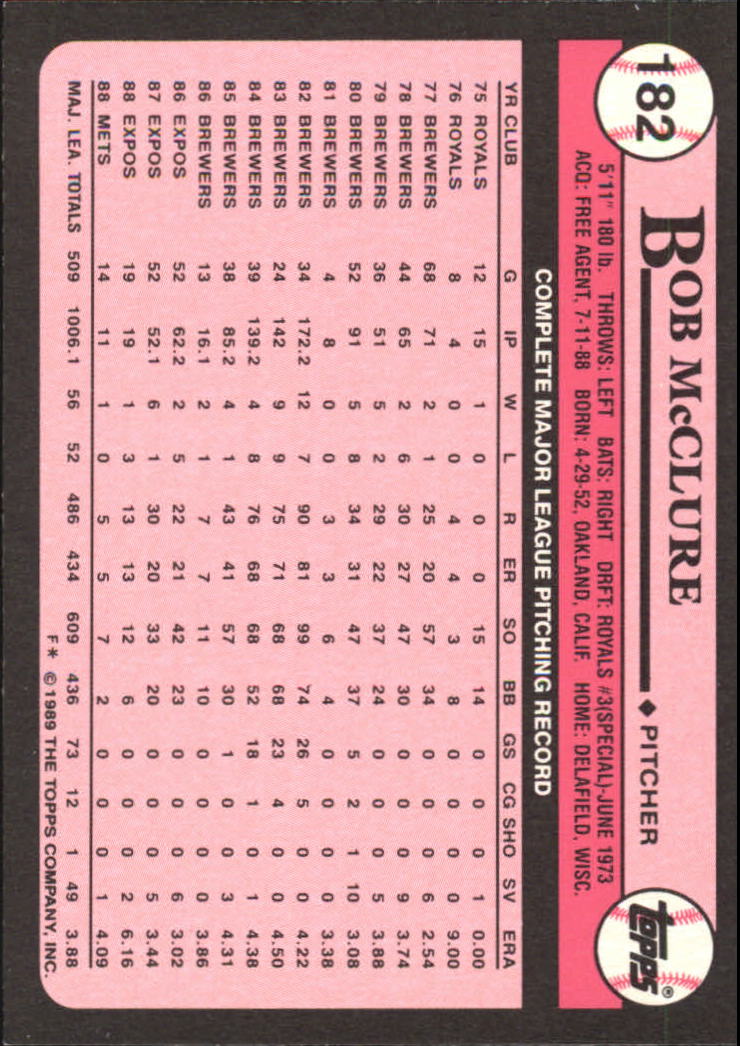 182
BOB McCLURE ◆ PITCHER
topps®
5'11" 180 lb. THROWS: LEFT BATS: RIGHT DRFT: ROYALS #3(SPECIAL)-JUNE 1973
ACQ: FREE AGENT, 7-11-88 BORN: 4-29-52, OAKLAND, CALIF. HOME: DELAFIELD, WISC.
COMPLETE MAJOR LEAGUE PITCHING RECORD
YR CLUB G IP W L R ER SO BB GS CG SHO SV ERA
75 ROYALS 12 15 1 0 0 0 15 14 0 0 0 1 0.00
76 ROYALS 8 4 0 0 4 4 3 8 0 0 0 0 9.00
77 BREWERS 68 71 2 1 25 20 57 34 0 0 0 6 2.54
78 BREWERS 44 65 2 6 30 27 47 30 0 0 0 9 3.74
79 BREWERS 36 51 5 2 29 22 37 24 0 0 0 5 3.88
80 BREWERS 52 91 5 8 34 31 47 37 5 2 1 10 3.08
81 BREWERS 4 8 0 0 3 3 6 4 0 0 0 0 3.38
82 BREWERS 34 172.2 12 7 90 81 99 74 26 5 0 0 4.22
83 BREWERS 24 142 9 9 75 71 68 68 23 4 0 0 4.50
84 BREWERS 39 139.2 4 8 76 68 68 52 18 1 0 1 4.38
85 BREWERS 38 85.2 4 1 43 41 57 30 1 0 0 3 4.31
86 BREWERS 13 16.1 2 1 7 7 11 10 0 0 0 0 3.86
86 EXPOS 52 62.2 2 5 22 21 42 23 0 0 0 6 3.02
87 EXPOS 52 52.1 6 1 30 20 33 20 0 0 0 5 3.44
88 EXPOS 19 19 1 3 13 13 12 6 0 0 0 2 6.16
88 METS 14 11 1 0 5 5 7 2 0 0 0 1 4.09
MAJ. LEA. TOTALS 509 1006.1 56 52 486 434 609 436 73 12 1 49 3.88
F* ©1989 THE TOPPS COMPANY, INC.